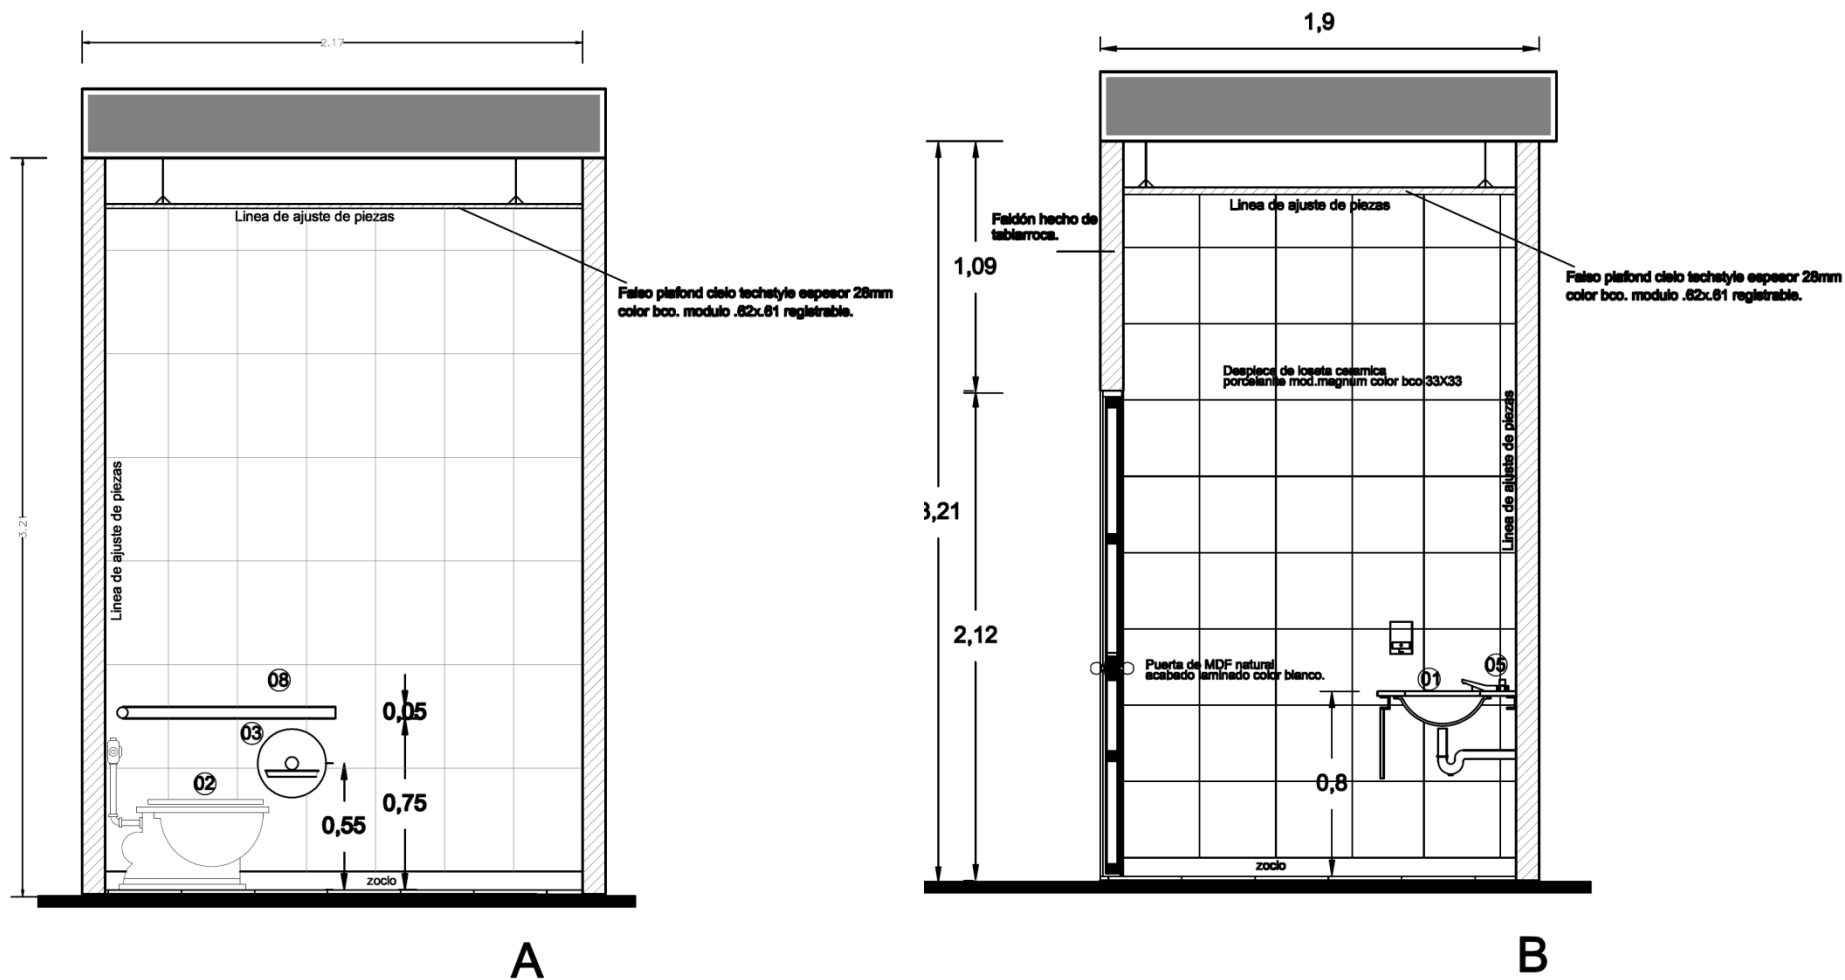 2.17
Linea de ajuste de piezas
Falso plafond cielo techstyle espesor 28mm
color bco. modulo .62x.61 registrable.
3.21
Linea de ajuste de piezas
08
0,05
03
02
0,75
0,55
zoclo
A
1,9
Linea de ajuste de piezas
Faldón hecho de
tablarroca.
1,09
Falso plafond cielo techstyle espesor 28mm
color bco. modulo .62x.61 registrable.
Despiece de loseta ceramica
porcelanite mod.magnum color bco 33X33
Linea de ajuste de piezas
3,21
2,12
Puerta de MDF natural
acabado laminado color blanco.
01
05
0,8
zoclo
B